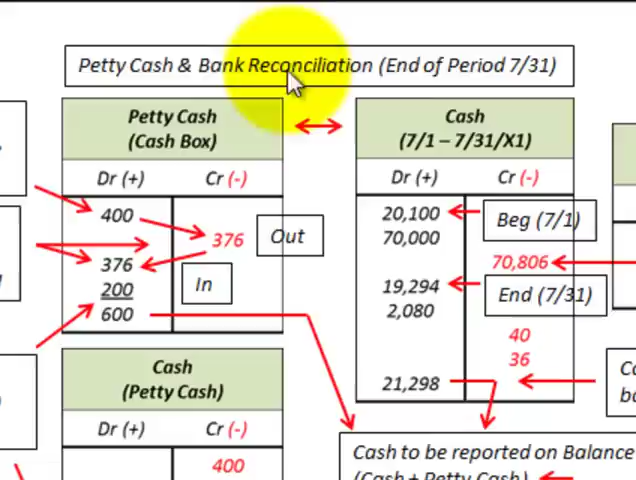 Petty Cash & Bank Reconciliation (End of Period 7/31)
Petty Cash
(Cash Box)
Dr (+) Cr (-)
400
376
Out
376
In
200
600
Cash
(7/1 – 7/31/X1)
Dr (+) Cr (-)
20,100
Beg (7/1)
70,000
70,806
19,294
End (7/31)
2,080
40
36
21,298
Cash
(Petty Cash)
Dr (+) Cr (-)
400
Cash to be reported on Balance
(Cash + Petty Cash)